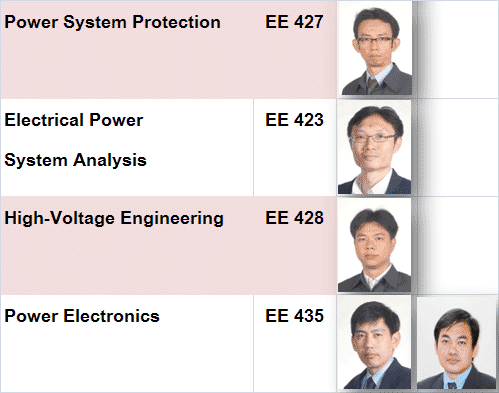 Power System Protection EE 427
Electrical Power EE 423
System Analysis
High-Voltage Engineering EE 428
Power Electronics EE 435